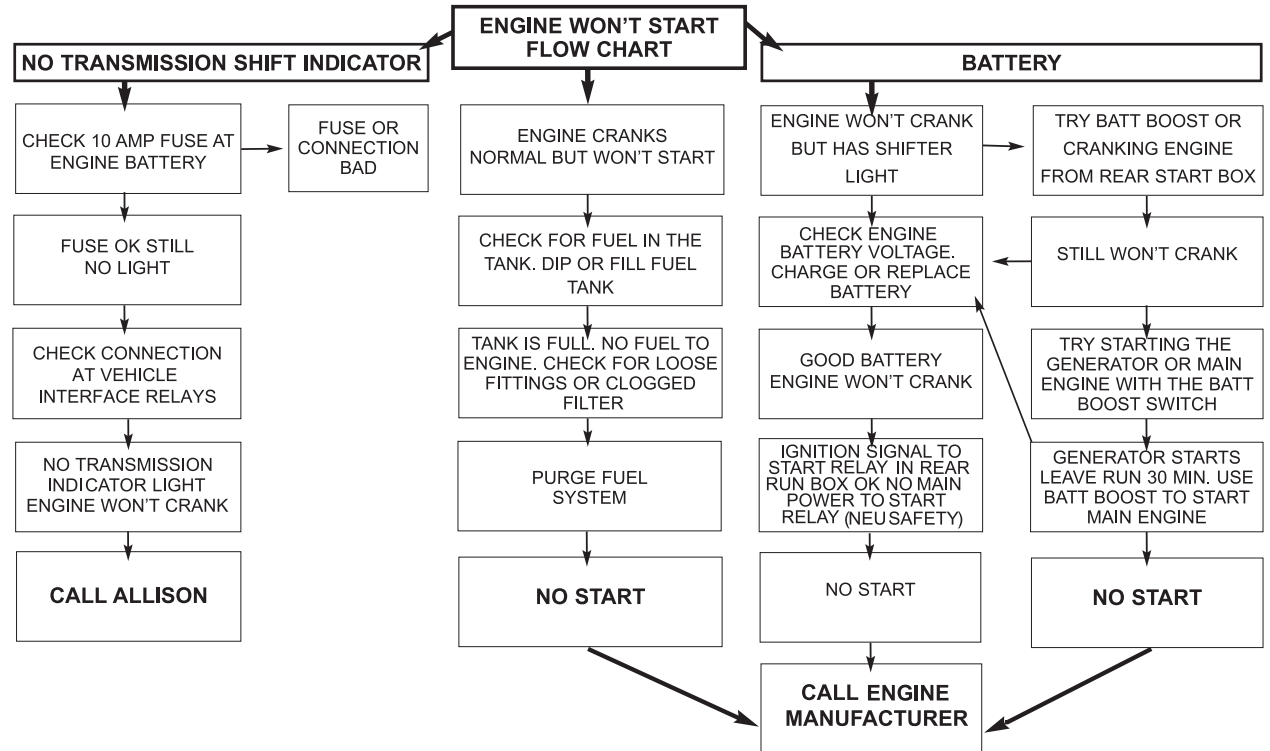 ENGINE WON'T START
FLOW CHART
NO TRANSMISSION SHIFT INDICATOR
CHECK 10 AMP FUSE AT
ENGINE BATTERY
FUSE OR
CONNECTION
BAD
FUSE OK STILL
NO LIGHT
CHECK CONNECTION
AT VEHICLE
INTERFACE RELAYS
NO TRANSMISSION
INDICATOR LIGHT
ENGINE WON'T CRANK
CALL ALLISON
ENGINE CRANKS
NORMAL BUT WON'T START
CHECK FOR FUEL IN THE
TANK. DIP OR FILL FUEL
TANK
TANK IS FULL. NO FUEL TO
ENGINE. CHECK FOR LOOSE
FITTINGS OR CLOGGED
FILTER
PURGE FUEL
SYSTEM
NO START
BATTERY
ENGINE WON'T CRANK
BUT HAS SHIFTER
LIGHT
CHECK ENGINE
BATTERY VOLTAGE.
CHARGE OR REPLACE
BATTERY
GOOD BATTERY
ENGINE WON'T CRANK
IGNITION SIGNAL TO
START RELAY IN REAR
RUN BOX OK NO MAIN
POWER TO START
RELAY (NEU SAFETY)
NO START
TRY BATT BOOST OR
CRANKING ENGINE
FROM REAR START BOX
STILL WON'T CRANK
TRY STARTING THE
GENERATOR OR MAIN
ENGINE WITH THE BATT
BOOST SWITCH
GENERATOR STARTS
LEAVE RUN 30 MIN. USE
BATT BOOST TO START
MAIN ENGINE
NO START
CALL ENGINE
MANUFACTURER